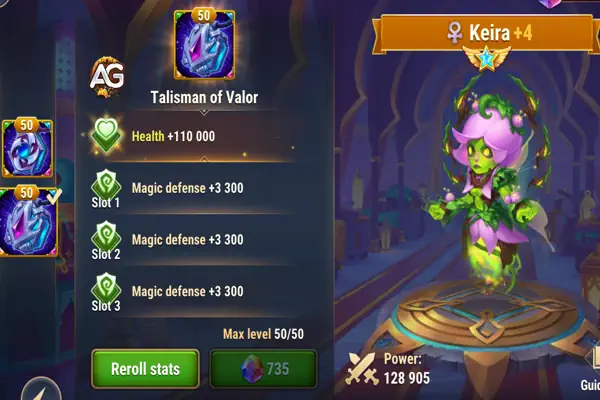 50
Keira +4
AG
Talisman of Valor
Health +110 000
50
Magic defense +3 300
Slot 1
50
Magic defense +3 300
Slot 2
Magic defense +3 300
Slot 3
Max level 50/50
Reroll stats
735
Power:
128 905
Guid